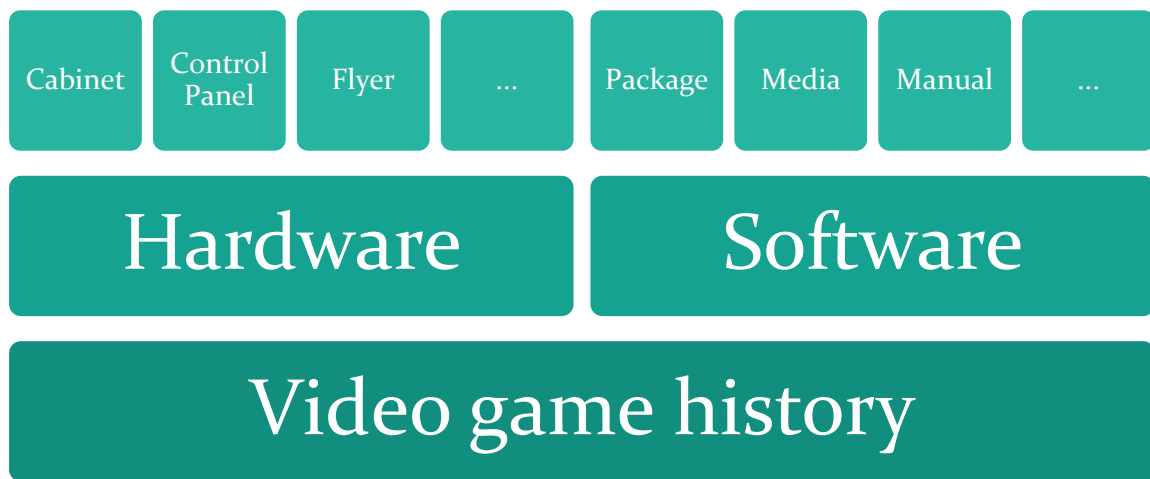 Cabinet
Control
Panel
Flyer
...
Package
Media
Manual
...
Hardware
Software
Video game history